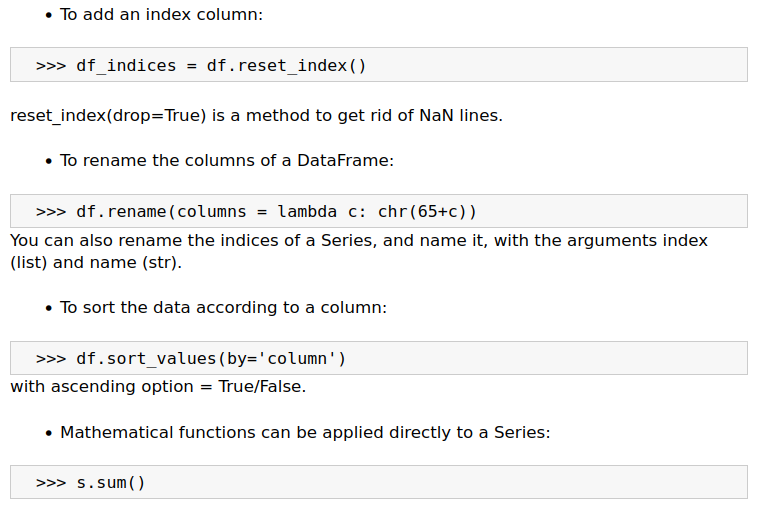 • To add an index column:
>>> df_indices = df.reset_index()
reset_index(drop=True) is a method to get rid of NaN lines.
• To rename the columns of a DataFrame:
>>> df.rename(columns = lambda c: chr(65+c))
You can also rename the indices of a Series, and name it, with the arguments index
(list) and name (str).
• To sort the data according to a column:
>>> df.sort_values(by='column')
with ascending option = True/False.
• Mathematical functions can be applied directly to a Series:
>>> s.sum()